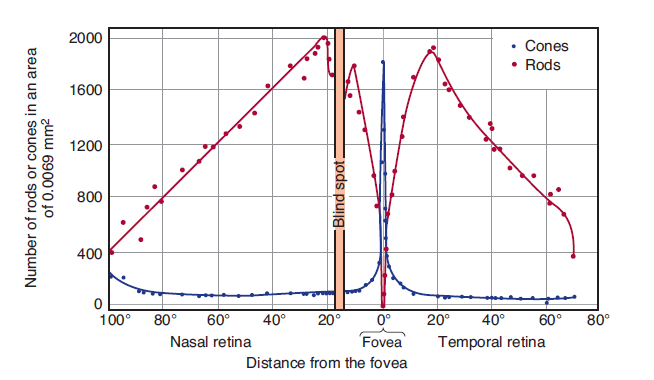 Number of rods or cones in an area
of 0.0069 mm²
2000
1600
1200
800
400
0
Cones
Rods
Blind spot
100° 80° 60° 40° 20° 0° 20° 40° 60° 80°
Nasal retina Fovea Temporal retina
Distance from the fovea